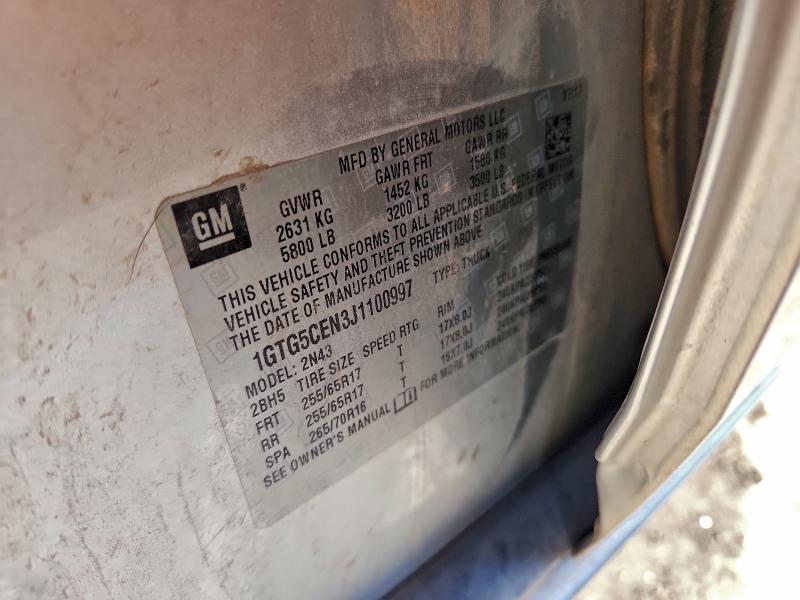 07/17
MFD BY GENERAL MOTORS LLC
GM
GVWR GAWR FRT GAWR RR
2631 KG 1452 KG 1588 KG
5800 LB 3200 LB 3500 LB
THIS VEHICLE CONFORMS TO ALL APPLICABLE U.S. FEDERAL MOTOR
VEHICLE SAFETY AND THEFT PREVENTION STANDARDS IN EFFECT ON
THE DATE OF MANUFACTURE SHOWN ABOVE
1GTG5CEN3J1100997 TYPE: TRUCK
MODEL: 2N43
2BH5 TIRE SIZE SPEED RTG RIM COLD TIRE
FRT 255/65R17 T 17X8.0J
RR 255/65R17 T 17X8.0J
SPA 265/70R16 T 16X7.0J
SEE OWNER'S MANUAL FOR MORE INFORMATION.